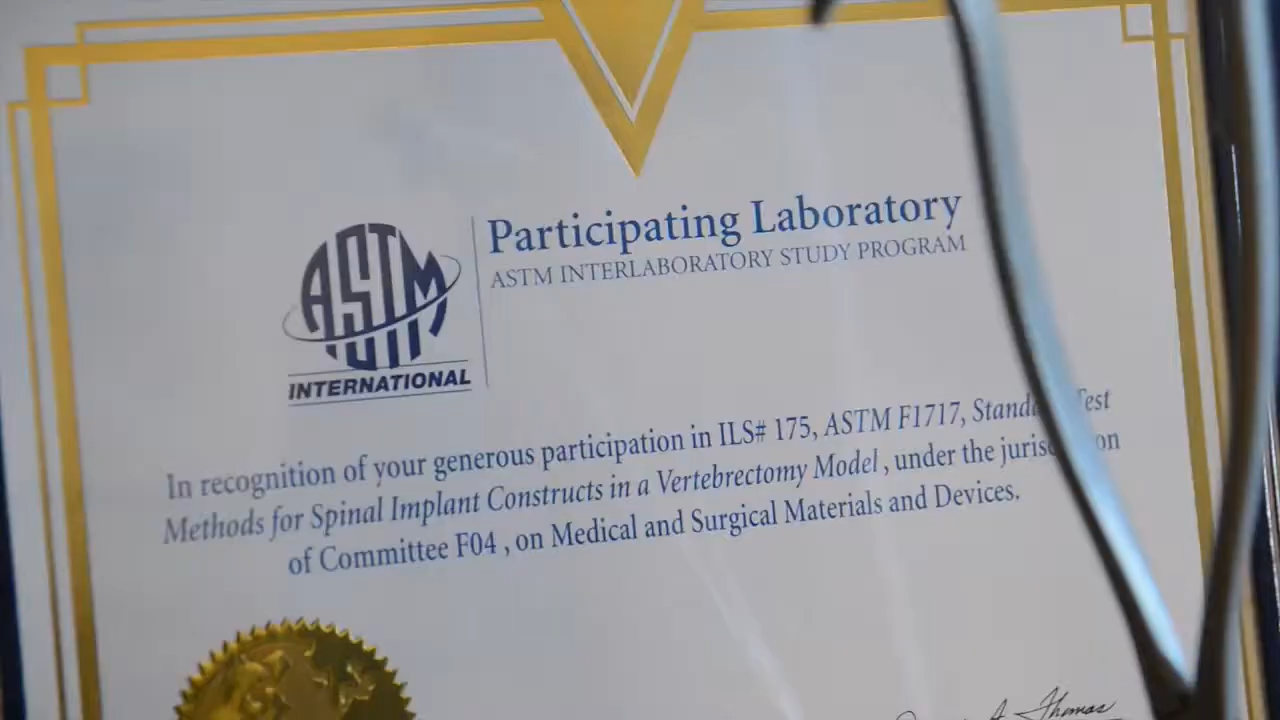 Participating Laboratory
ASTM INTERLABORATORY STUDY PROGRAM
ASTM
INTERNATIONAL
In recognition of your generous participation in ILS# 175, ASTM F1717, Test
Methods for Spinal Implant Constructs in a Vertebrectomy Model, under the
of Committee F04, on Medical and Surgical Materials and Devices.
A. Thomas